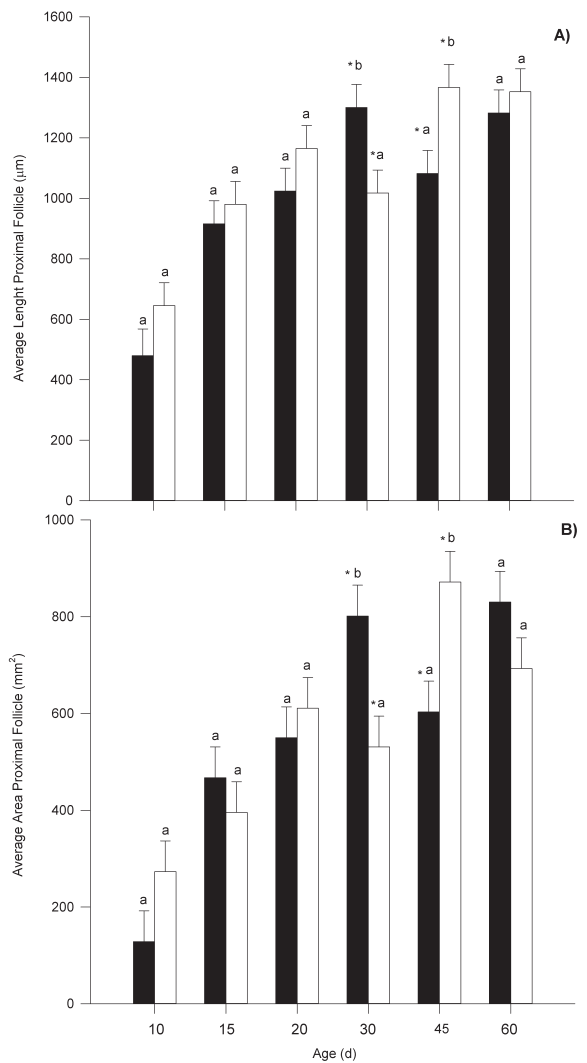 A)
1600
1400
1200
1000
800
600
400
200
0
Average Lenght Proximal Follicle (μm)
a a a a a a *b *a *a *b a a
B)
1000
800
600
400
200
0
Average Area Proximal Follicle (mm²)
a a a a a a *b *a *a *b a a
10 15 20 30 45 60
Age (d)